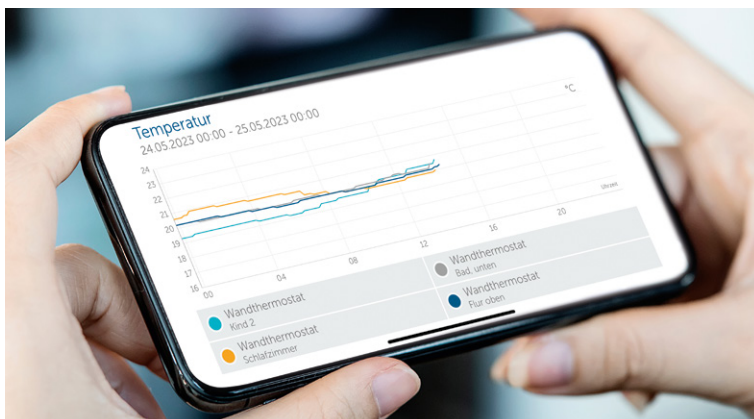 Temperatur
24.05.2023 00:00 - 25.05.2023 00:00
°C
24
23
22
21
20
19
18
17
16
00
04
08
12
16
20
Uhrzeit
Wandthermostat
Kind 2
Wandthermostat
Bad, unten
Wandthermostat
Schlafzimmer
Wandthermostat
Flur oben